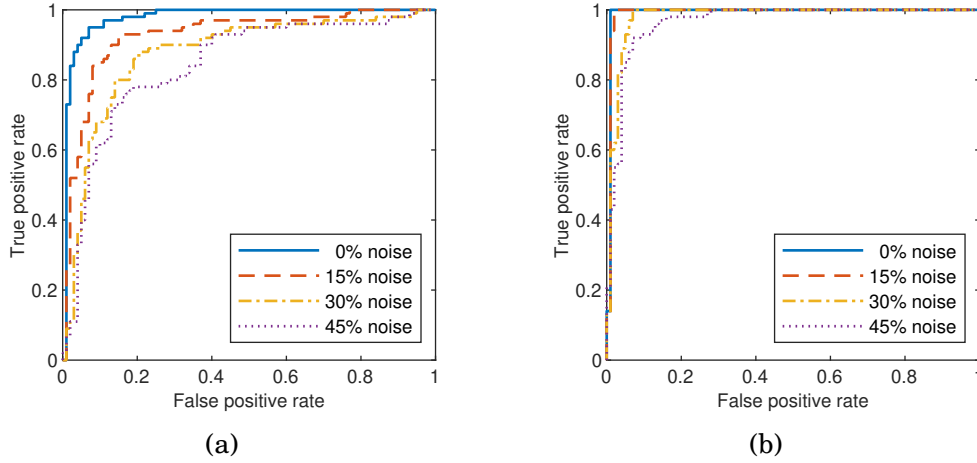 1
0.8
0.6
0.4
0.2
0
True positive rate
0% noise
15% noise
30% noise
45% noise
0 0.2 0.4 0.6 0.8 1
False positive rate
(a)
1
0.8
0.6
0.4
0.2
0
True positive rate
0% noise
15% noise
30% noise
45% noise
0 0.2 0.4 0.6 0.8 1
False positive rate
(b)